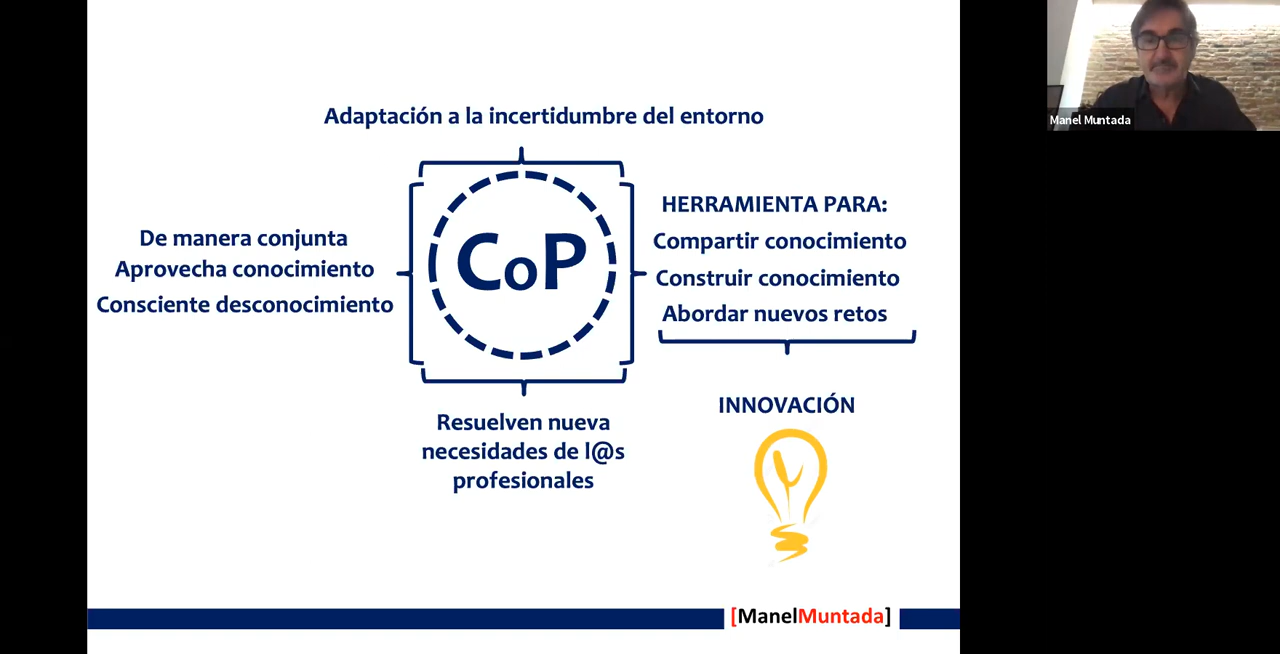 Adaptación a la incertidumbre del entorno
De manera conjunta
Aprovecha conocimiento
Consciente desconocimiento
CoP
HERRAMIENTA PARA:
Compartir conocimiento
Construir conocimiento
Abordar nuevos retos
Resuelven nueva
necesidades de l@s
profesionales
INNOVACIÓN
[ManelMuntada]
Manel Muntada